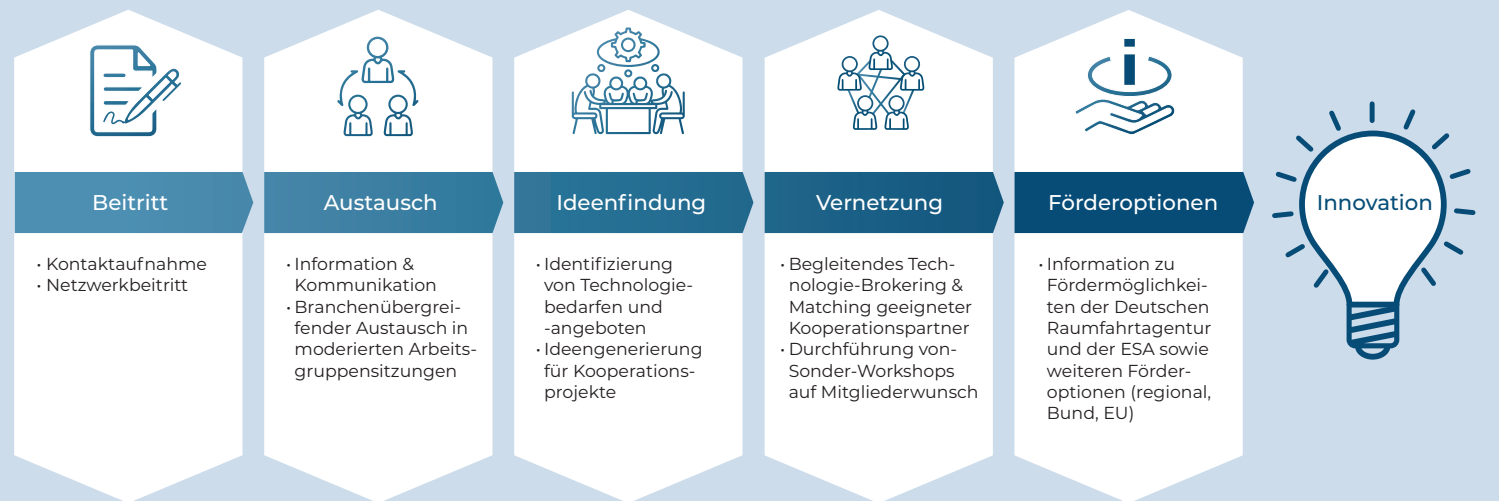 Beitritt
· Kontaktaufnahme
· Netzwerkbeitritt
Austausch
· Information &
Kommunikation
· Branchenübergrei-
fender Austausch in
moderierten Arbeits-
gruppensitzungen
Ideenfindung
· Identifizierung
von Technologie-
bedarfen und
-angeboten
· Ideengenerierung
für Kooperations-
projekte
Vernetzung
· Begleitendes Tech-
nologie-Brokering &
Matching geeigneter
Kooperationspartner
· Durchführung von-
Sonder-Workshops
auf Mitgliederwunsch
i
Förderoptionen
· Information zu
Fördermöglichkei-
ten der Deutschen
Raumfahrtagentur
und der ESA sowie
weiteren Förder-
optionen (regional,
Bund, EU)
Innovation